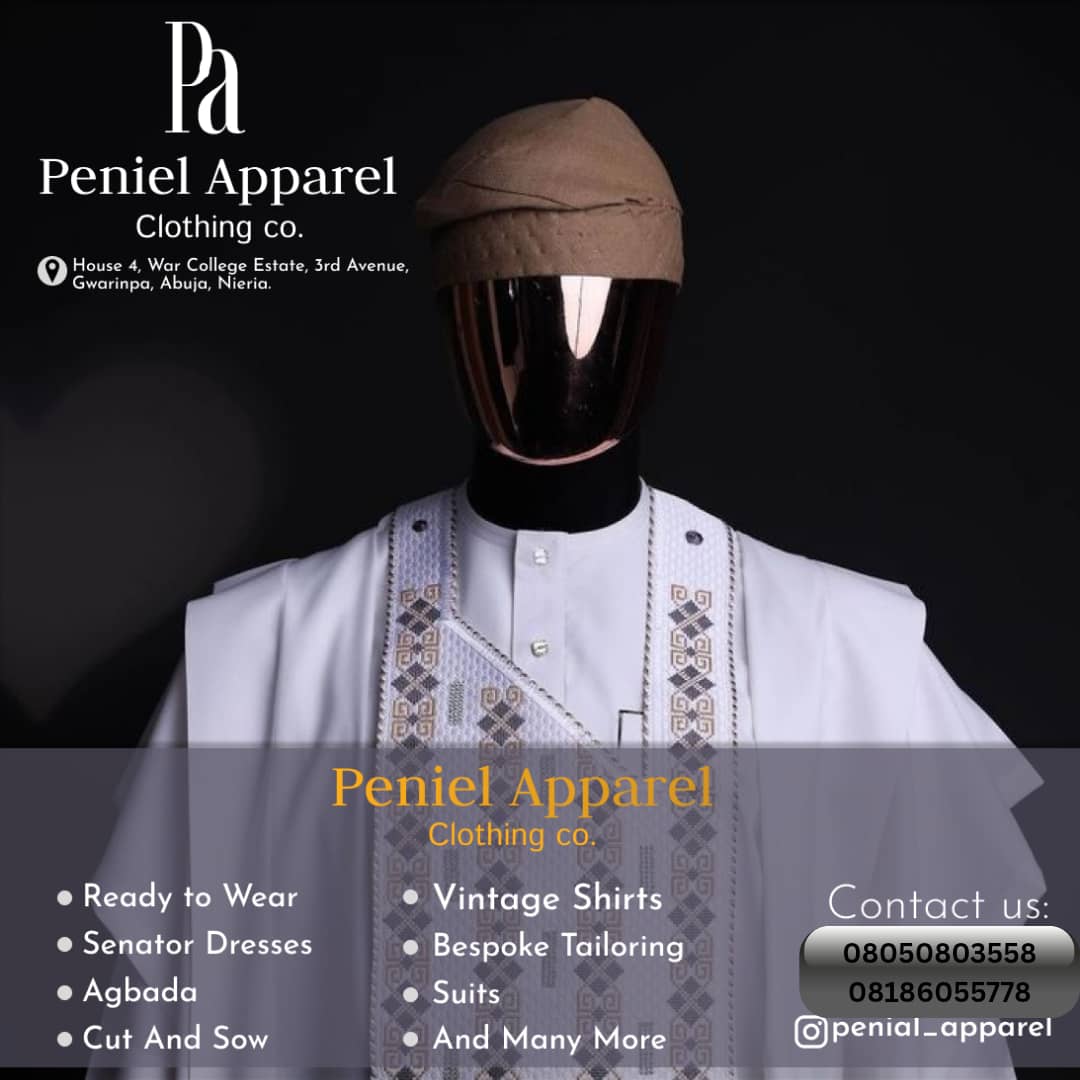 Pa
Peniel Apparel
Clothing co.
House 4, War College Estate, 3rd Avenue,
Gwarinpa, Abuja, Nieria.
Peniel Apparel
Clothing co.
Ready to Wear
Senator Dresses
Agbada
Cut And Sow
Vintage Shirts
Bespoke Tailoring
Suits
And Many More
Contact us:
08050803558
08186055778
penial_apparel